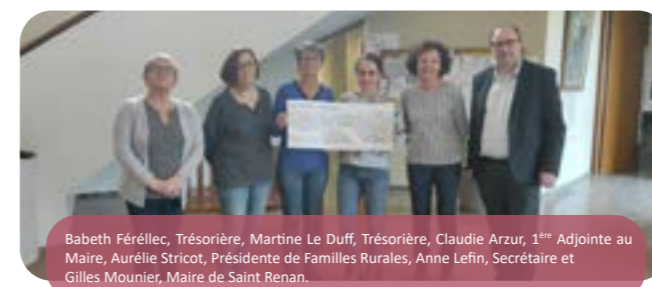 Babeth Féréllec, Trésorière, Martine Le Duff, Trésorière, Claudie Arzur, 1ère Adjointe au
Maire, Aurélie Stricot, Présidente de Familles Rurales, Anne Lefin, Secrétaire et
Gilles Mounier, Maire de Saint Renan.